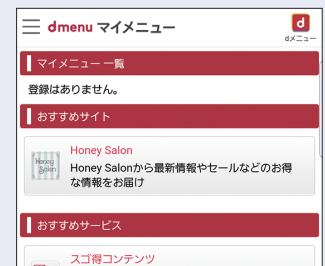 dmenu マイメニュー
d
dメニュー
マイメニュー 一覧
登録はありません。
おすすめサイト
Honey Salon
Honey
Salon
Honey Salonから最新情報やセールなどのお得
な情報をお届け
おすすめサービス
スゴ得コンテンツ